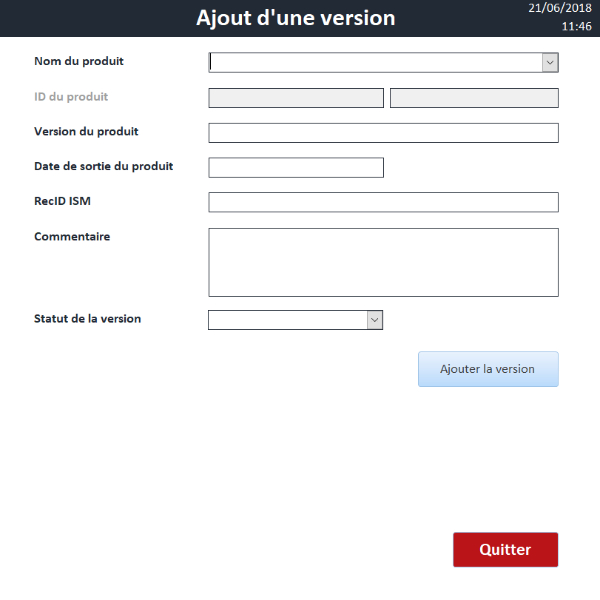 Ajout d'une version
21/06/2018
11:46
Nom du produit
ID du produit
Version du produit
Date de sortie du produit
RecID ISM
Commentaire
Statut de la version
Ajouter la version
Quitter